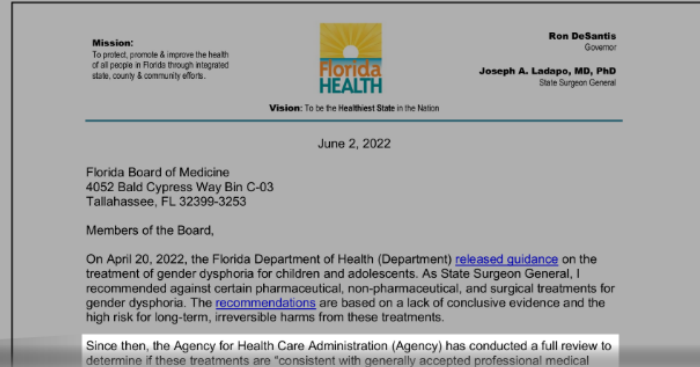 Mission:
To protect, promote & improve the health
of all people in Florida through integrated
state, county & community efforts.
Florida
HEALTH
Ron DeSantis
Governor
Joseph A. Ladapo, MD, PhD
State Surgeon General
Vision: To be the Healthiest State in the Nation
June 2, 2022
Florida Board of Medicine
4052 Bald Cypress Way Bin C-03
Tallahassee, FL 32399-3253
Members of the Board,
On April 20, 2022, the Florida Department of Health (Department) released guidance on the
treatment of gender dysphoria for children and adolescents. As State Surgeon General, I
recommended against certain pharmaceutical, non-pharmaceutical, and surgical treatments for
gender dysphoria. The recommendations are based on a lack of conclusive evidence and the
high risk for long-term, irreversible harms from these treatments.
Since then, the Agency for Health Care Administration (Agency) has conducted a full review to
determine if these treatments are "consistent with generally accepted professional medical